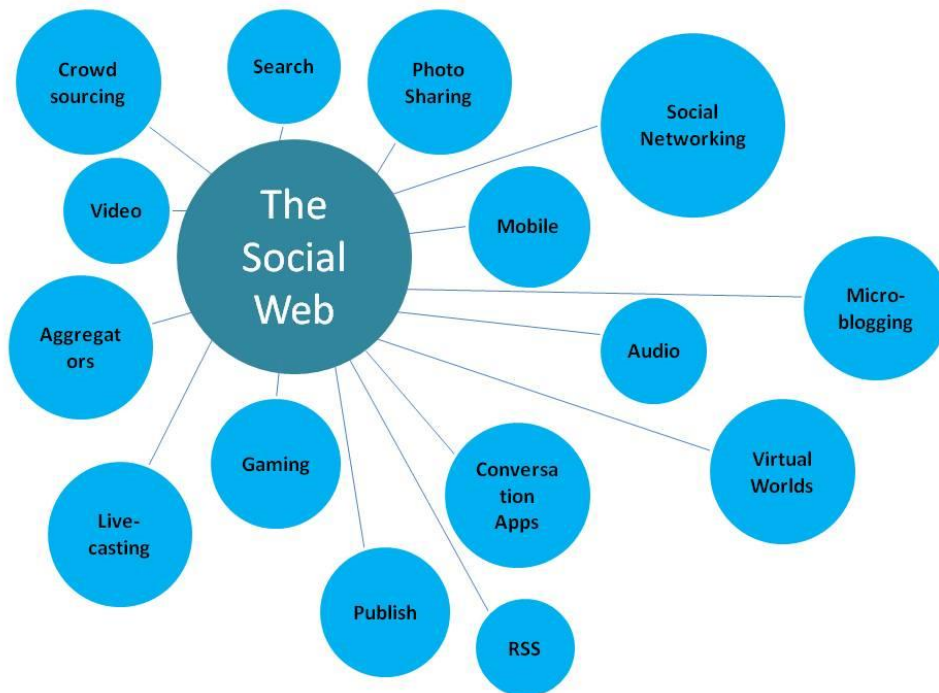 Crowd
sourcing
Search
Photo
Sharing
Social
Networking
The
Social
Web
Video
Mobile
Micro-
blogging
Aggregat
ors
Audio
Gaming
Conversa
tion
Apps
Virtual
Worlds
Live-
casting
Publish
RSS